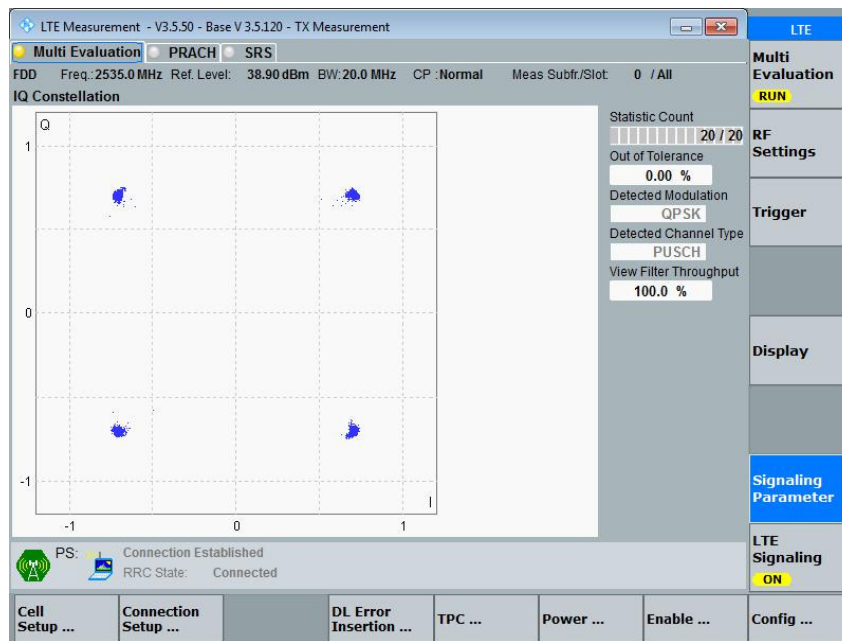 LTE Measurement - V3.5.50 - Base V 3.5.120 - TX Measurement
LTE
Multi Evaluation PRACH SRS
FDD Freq.:2535.0 MHz Ref. Level: 38.90 dBm BW:20.0 MHz CP :Normal Meas Subfr./Slot: 0 / All
IQ Constellation
Q
1
0
-1
I
-1 0 1
Statistic Count
20 / 20
Out of Tolerance
0.00 %
Detected Modulation
QPSK
Detected Channel Type
PUSCH
View Filter Throughput
100.0 %
Multi
Evaluation
RUN
RF
Settings
Trigger
Display
Signaling
Parameter
LTE
Signaling
ON
PS: Connection Established
RRC State: Connected
Cell
Setup ...
Connection
Setup ...
DL Error
Insertion ...
TPC ...
Power ...
Enable ...
Config ...